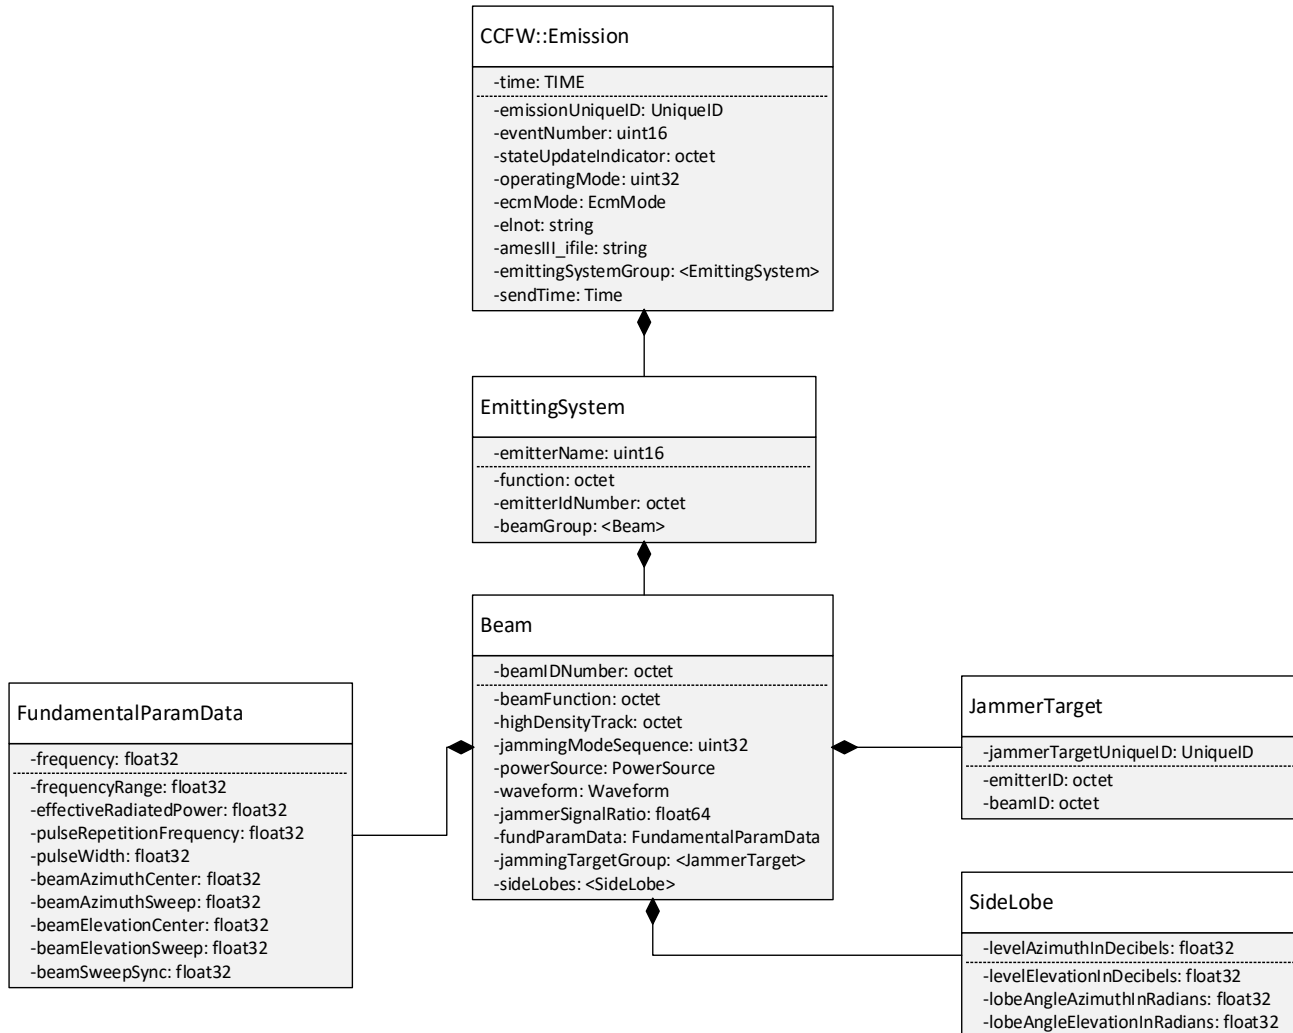 CCFW::Emission
-time: TIME
-emissionUniqueID: UniqueID
-eventNumber: uint16
-stateUpdateIndicator: octet
-operatingMode: uint32
-ecmMode: EcmMode
-elnot: string
-amesIII_ifile: string
-emittingSystemGroup: <EmittingSystem>
-sendTime: Time
EmittingSystem
-emitterName: uint16
-function: octet
-emitterIdNumber: octet
-beamGroup: <Beam>
Beam
-beamIDNumber: octet
-beamFunction: octet
-highDensityTrack: octet
-jammingModeSequence: uint32
-powerSource: PowerSource
-waveform: Waveform
-jammerSignalRatio: float64
-fundParamData: FundamentalParamData
-jammingTargetGroup: <JammerTarget>
-sideLobes: <SideLobe>
FundamentalParamData
-frequency: float32
-frequencyRange: float32
-effectiveRadiatedPower: float32
-pulseRepetitionFrequency: float32
-pulseWidth: float32
-beamAzimuthCenter: float32
-beamAzimuthSweep: float32
-beamElevationCenter: float32
-beamElevationSweep: float32
-beamSweepSync: float32
JammerTarget
-jammerTargetUniqueID: UniqueID
-emitterID: octet
-beamID: octet
SideLobe
-levelAzimuthInDecibels: float32
-levelElevationInDecibels: float32
-lobeAngleAzimuthInRadians: float32
-lobeAngleElevationInRadians: float32